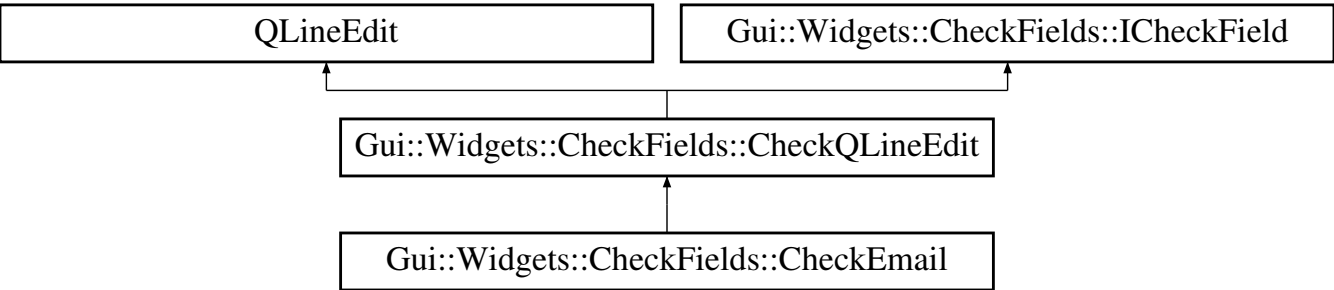 QLineEdit
Gui::Widgets::CheckFields::ICheckField
Gui::Widgets::CheckFields::CheckQLineEdit
Gui::Widgets::CheckFields::CheckEmail